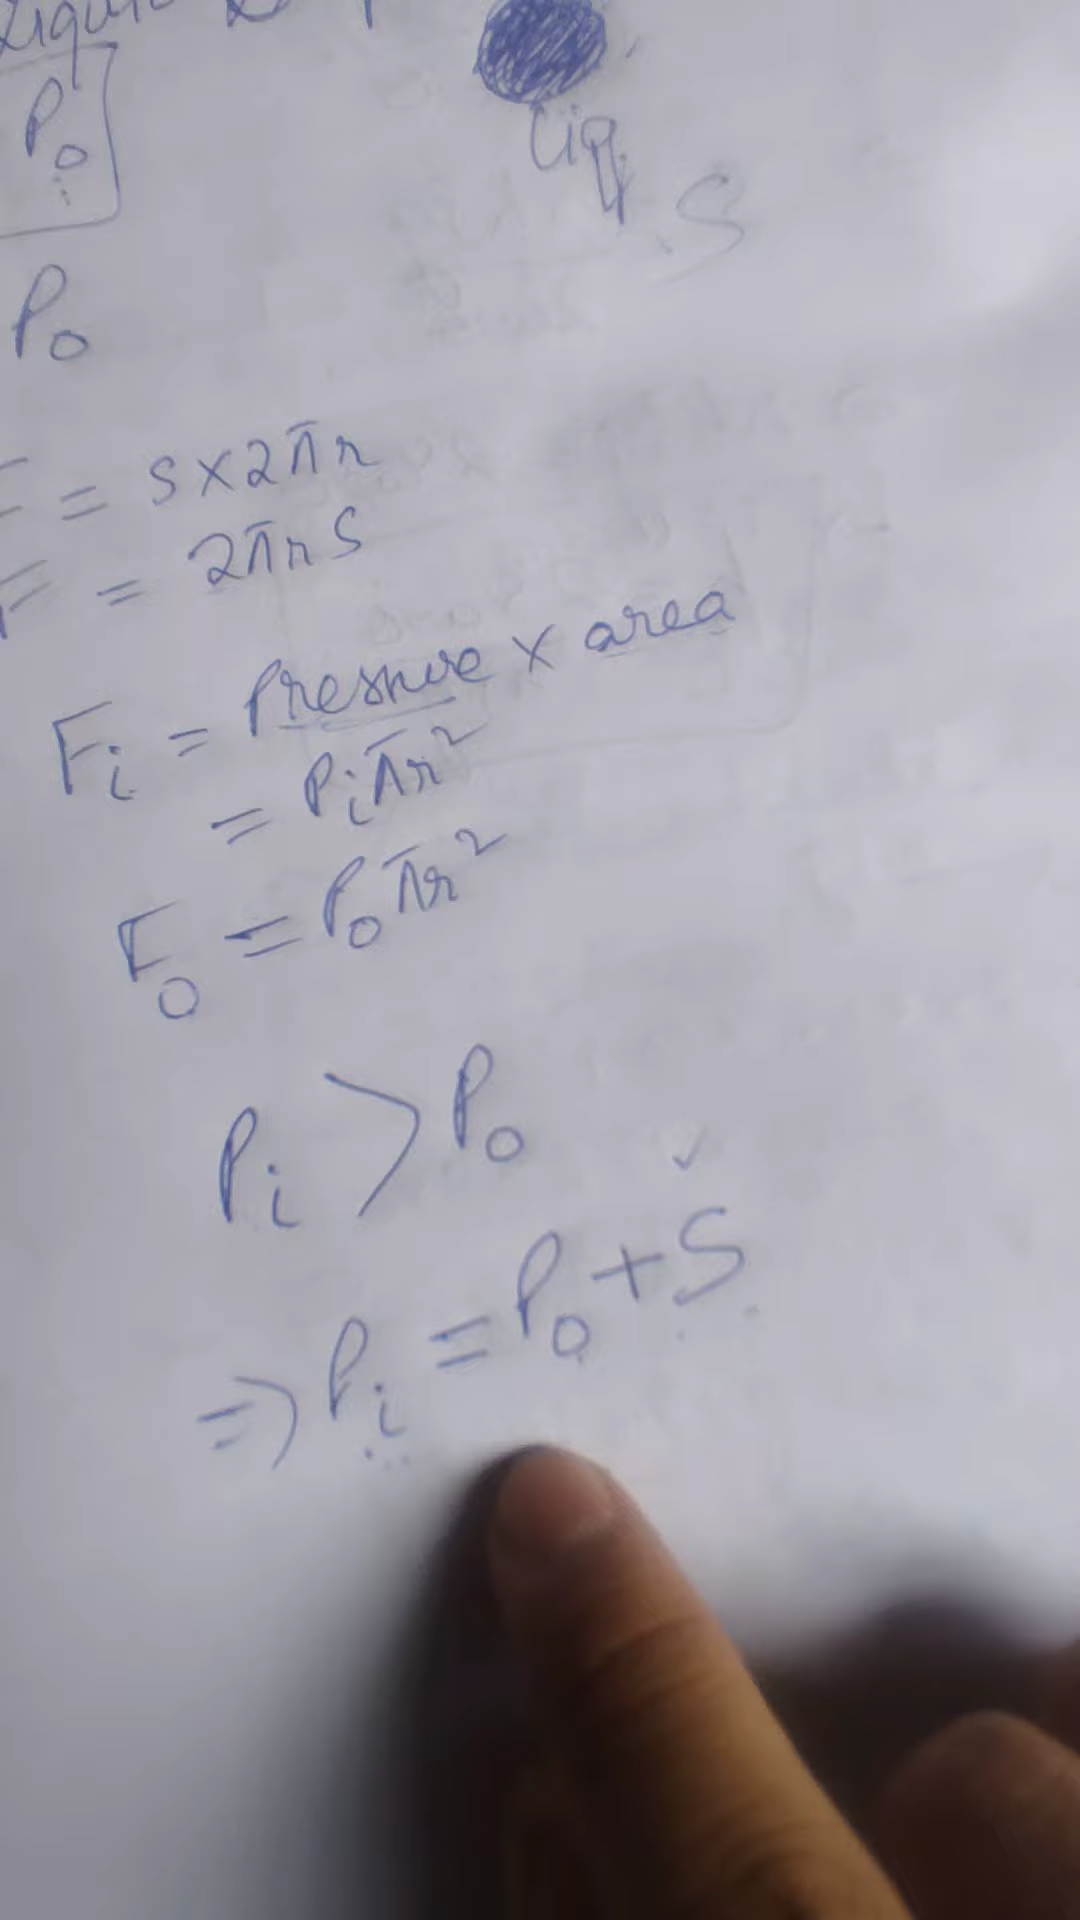 P₀
Liq.
S
P₀
F = S×2πr
F = 2πrS
Fᵢ = Pressure × area
= Pᵢπr²
F₀ = P₀πr²
Pᵢ > P₀
⇒ Pᵢ = P₀+S